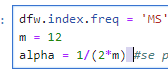 dfw.index.freq = 'MS'
m = 12
alpha = 1/(2*m) #se p